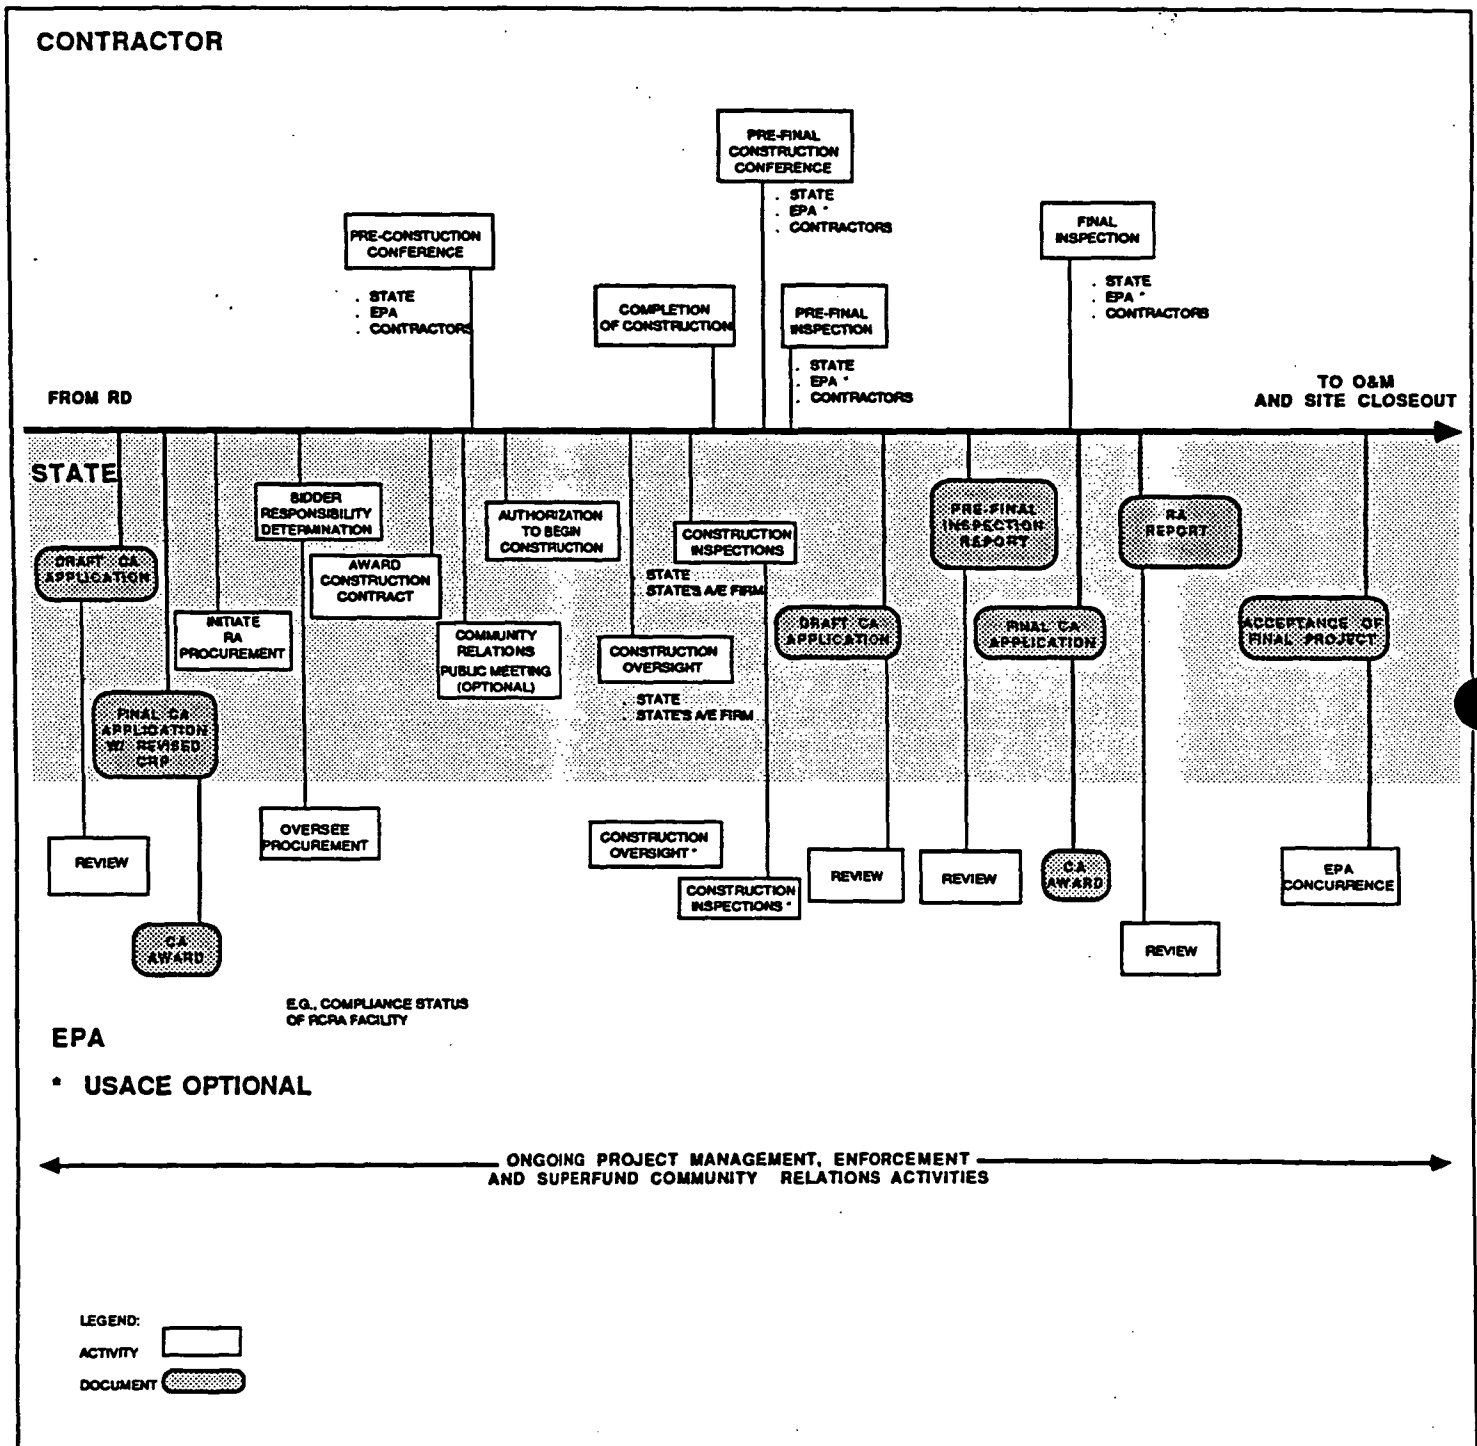 CONTRACTOR
PRE-FINAL
CONSTRUCTION
CONFERENCE
. STATE
. EPA *
. CONTRACTORS
PRE-CONSTUCTION
CONFERENCE
. STATE
. EPA
. CONTRACTORS
FINAL
INSPECTION
. STATE
. EPA *
. CONTRACTORS
COMPLETION
OF CONSTRUCTION
PRE-FINAL
INSPECTION
. STATE
. EPA *
. CONTRACTORS
FROM RD
TO O&M
AND SITE CLOSEOUT
STATE
DRAFT CA
APPLICATION
FINAL CA
APPLICATION
W/ REVISED
CRP
INITIATE
RA
PROCUREMENT
BIDDER
RESPONSIBILITY
DETERMINATION
AWARD
CONSTRUCTION
CONTRACT
COMMUNITY
RELATIONS
PUBLIC MEETING
(OPTIONAL)
AUTHORIZATION
TO BEGIN
CONSTRUCTION
CONSTRUCTION
INSPECTIONS
STATE
STATE'S A/E FIRM
CONSTRUCTION
OVERSIGHT
. STATE
. STATE'S A/E FIRM
DRAFT CA
APPLICATION
PRE-FINAL
INSPECTION
REPORT
FINAL CA
APPLICATION
RA
REPORT
ACCEPTANCE OF
FINAL PROJECT
REVIEW
CA
AWARD
OVERSEE
PROCUREMENT
CONSTRUCTION
OVERSIGHT *
CONSTRUCTION
INSPECTIONS *
REVIEW
REVIEW
CA
AWARD
REVIEW
EPA
CONCURRENCE
E.G., COMPLIANCE STATUS
OF RCRA FACILITY
EPA
* USACE OPTIONAL
ONGOING PROJECT MANAGEMENT, ENFORCEMENT
AND SUPERFUND COMMUNITY RELATIONS ACTIVITIES
LEGEND:
ACTIVITY
DOCUMENT